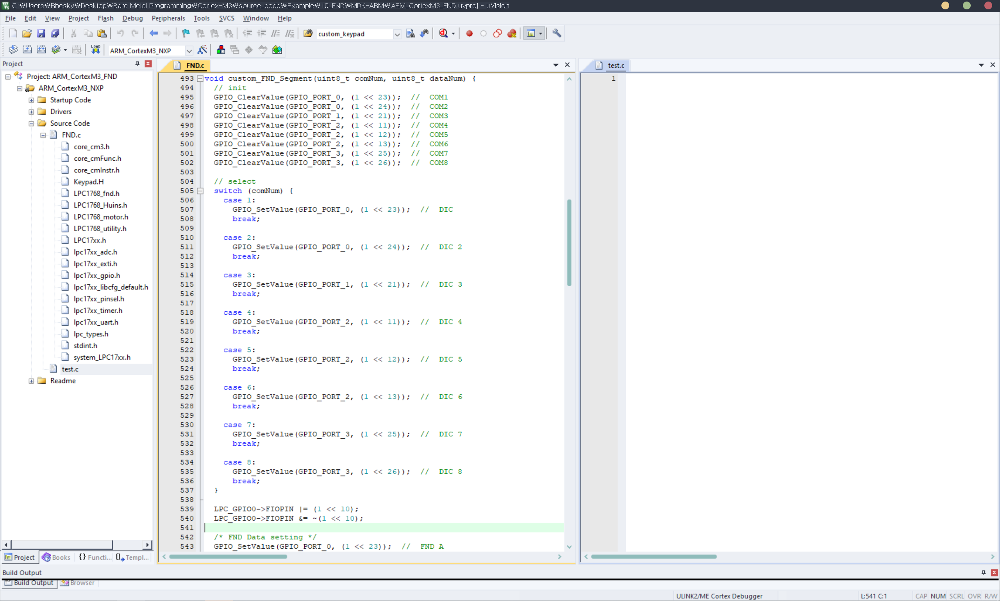 C:₩Users₩Rhcsky₩Desktop₩Bare Metal Programming₩Cortex-M3₩source_code₩Example₩10_FND₩MDK-ARM₩ARM_CortexM3_FND.uvproj - µVision
File Edit View Project Flash Debug Peripherals Tools SVCS Window Help
custom_keypad
LOAD ARM_CortexM3_NXP
Project
Project: ARM_CortexM3_FND
ARM_CortexM3_NXP
Startup Code
Drivers
Source Code
FND.c
core_cm3.h
core_cmFunc.h
core_cmInstr.h
Keypad.H
LPC1768_fnd.h
LPC1768_Huins.h
LPC1768_motor.h
LPC1768_utility.h
LPC17xx.h
lpc17xx_adc.h
lpc17xx_exti.h
lpc17xx_gpio.h
lpc17xx_libcfg_default.h
lpc17xx_pinsel.h
lpc17xx_timer.h
lpc17xx_uart.h
lpc_types.h
stdint.h
system_LPC17xx.h
test.c
Readme
Project Books {} Functi... Templ...
FND.c
493 void custom_FND_Segment(uint8_t comNum, uint8_t dataNum) {
494 // init
495 GPIO_ClearValue(GPIO_PORT_0, (1 << 23)); // COM1
496 GPIO_ClearValue(GPIO_PORT_0, (1 << 24)); // COM2
497 GPIO_ClearValue(GPIO_PORT_1, (1 << 21)); // COM3
498 GPIO_ClearValue(GPIO_PORT_2, (1 << 11)); // COM4
499 GPIO_ClearValue(GPIO_PORT_2, (1 << 12)); // COM5
500 GPIO_ClearValue(GPIO_PORT_2, (1 << 13)); // COM6
501 GPIO_ClearValue(GPIO_PORT_3, (1 << 25)); // COM7
502 GPIO_ClearValue(GPIO_PORT_3, (1 << 26)); // COM8
503
504 // select
505 switch (comNum) {
506 case 1:
507 GPIO_SetValue(GPIO_PORT_0, (1 << 23)); // DIC
508 break;
509
510 case 2:
511 GPIO_SetValue(GPIO_PORT_0, (1 << 24)); // DIC 2
512 break;
513
514 case 3:
515 GPIO_SetValue(GPIO_PORT_1, (1 << 21)); // DIC 3
516 break;
517
518 case 4:
519 GPIO_SetValue(GPIO_PORT_2, (1 << 11)); // DIC 4
520 break;
521
522 case 5:
523 GPIO_SetValue(GPIO_PORT_2, (1 << 12)); // DIC 5
524 break;
525
526 case 6:
527 GPIO_SetValue(GPIO_PORT_2, (1 << 13)); // DIC 6
528 break;
529
530 case 7:
531 GPIO_SetValue(GPIO_PORT_3, (1 << 25)); // DIC 7
532 break;
533
534 case 8:
535 GPIO_SetValue(GPIO_PORT_3, (1 << 26)); // DIC 8
536 break;
537 }
538
539 LPC_GPIO0->FIOPIN |= (1 << 10);
540 LPC_GPIO0->FIOPIN &= ~(1 << 10);
541
542 /* FND Data setting */
543 GPIO_SetValue(GPIO_PORT_0, (1 << 23)); // FND A
test.c
1
Build Output
Build Output Browser
ULINK2/ME Cortex Debugger L:541 C:1 CAP NUM SCRL OVR R/W